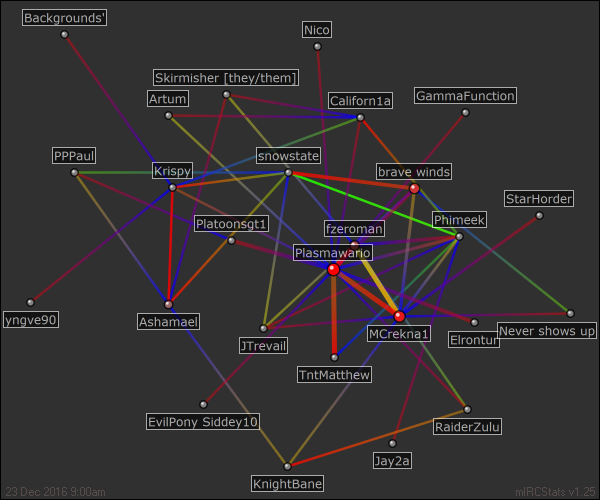 Backgrounds'
Nico
Skirmisher [they/them]
Artum
Californ1a
GammaFunction
PPPaul
Krispy
snowstate
brave winds
StarHorder
Platoonsgt1
fzeroman
Phimeek
Plasmawario
yngve90
Ashamael
JTrevail
MCrekna1
Elrontur
Never shows up
TntMatthew
EvilPony Siddey10
RaiderZulu
Jay2a
KnightBane
23 Dec 2016 9:00am
mIRCStats v1.25